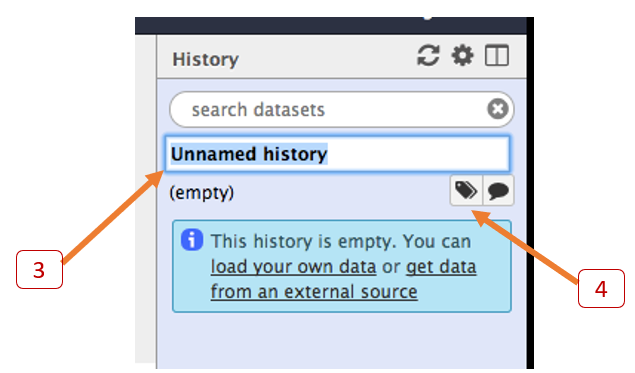 History
search datasets
Unnamed history
(empty)
This history is empty. You can
load your own data or get data
from an external source
3
4